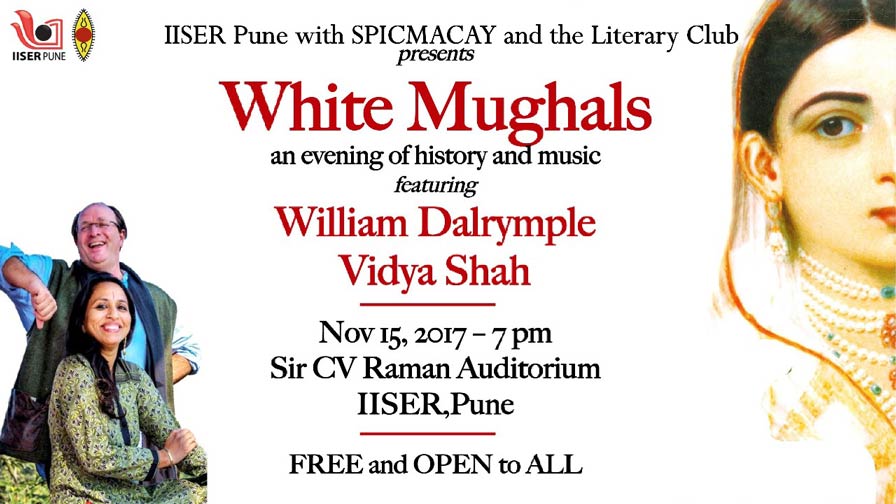 IISER PUNE
IISER Pune with SPICMACAY and the Literary Club
presents
White Mughals
an evening of history and music
featuring
William Dalrymple
Vidya Shah
Nov 15, 2017 – 7 pm
Sir CV Raman Auditorium
IISER,Pune
FREE and OPEN to ALL